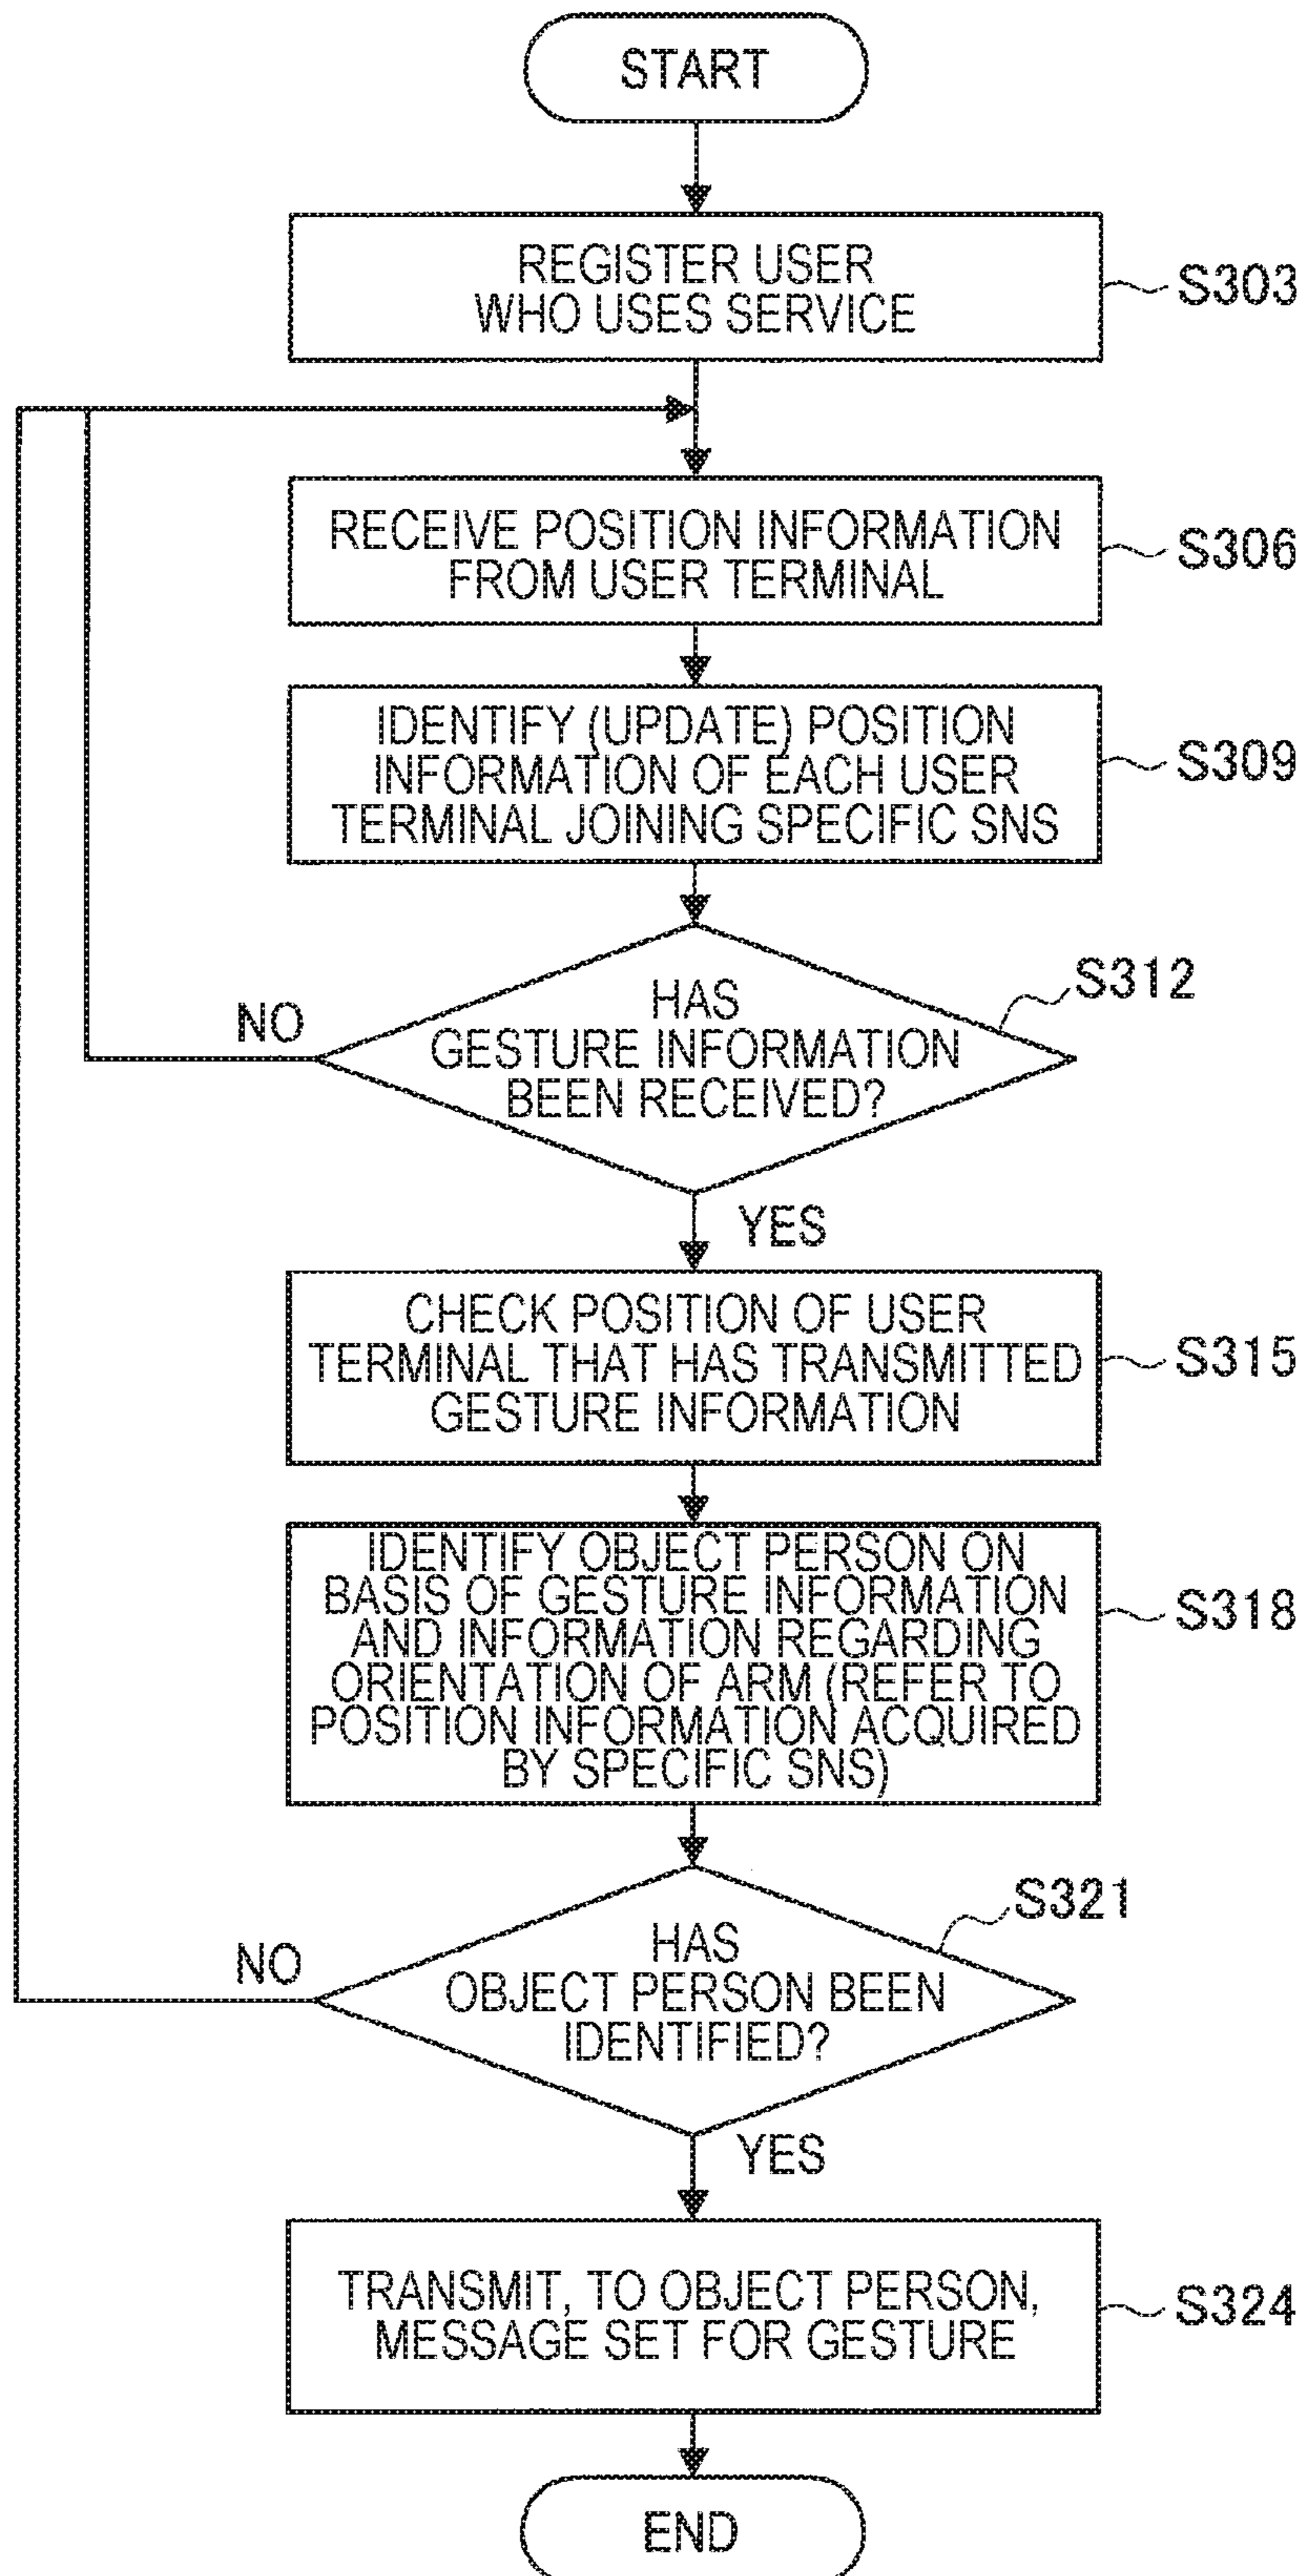 START
REGISTER USER
WHO USES SERVICE
S303
RECEIVE POSITION INFORMATION
FROM USER TERMINAL
S306
IDENTIFY (UPDATE) POSITION
INFORMATION OF EACH USER
TERMINAL JOINING SPECIFIC SNS
S309
HAS
GESTURE INFORMATION
BEEN RECEIVED?
S312
NO
YES
CHECK POSITION OF USER
TERMINAL THAT HAS TRANSMITTED
GESTURE INFORMATION
S315
IDENTIFY OBJECT PERSON ON
BASIS OF GESTURE INFORMATION
AND INFORMATION REGARDING
ORIENTATION OF ARM (REFER TO
POSITION INFORMATION ACQUIRED
BY SPECIFIC SNS)
S318
HAS
OBJECT PERSON BEEN
IDENTIFIED?
S321
NO
YES
TRANSMIT, TO OBJECT PERSON,
MESSAGE SET FOR GESTURE
S324
END